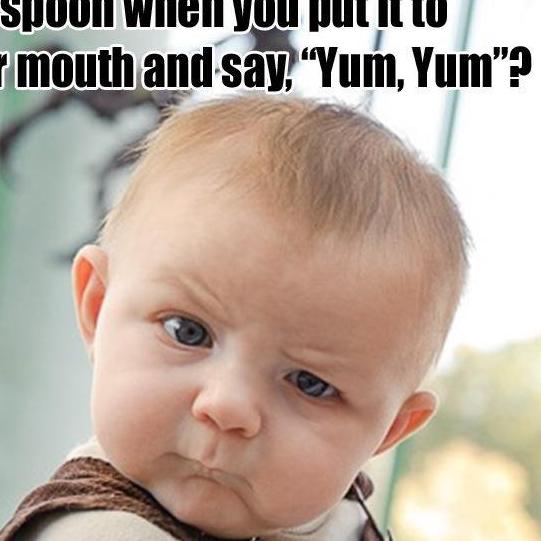 spoon when you put it to
mouth and say, “Yum, Yum”?